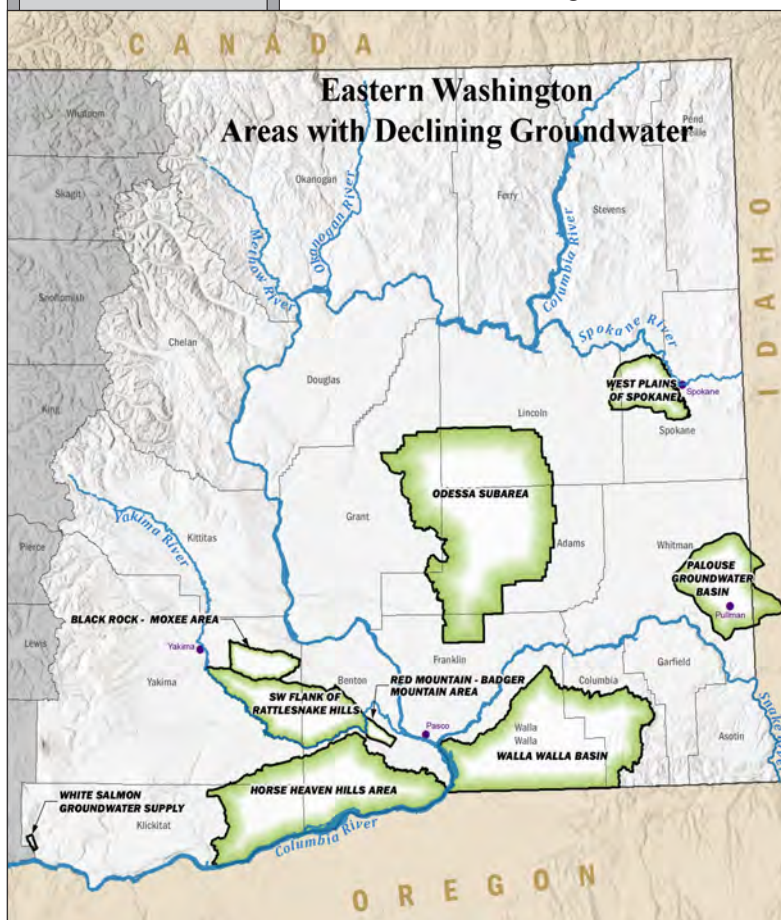 CANADA
Eastern Washington
Areas with Declining Groundwater
Whatcom
Pend
Oreille
Okanogan
Ferry
Stevens
Skagit
Okanogan River
Methow River
Columbia River
IDAHO
Snohomish
Spokane River
Chelan
Douglas
WEST PLAINS
OF SPOKANE
Spokane
King
Lincoln
Spokane
ODESSA SUBAREA
Grant
Yakima River
Kittitas
Adams
Whitman
Pierce
PALOUSE
GROUNDWATER
BASIN
Pullman
BLACK ROCK - MOXEE AREA
Lewis
Yakima
Franklin
Garfield
Benton
RED MOUNTAIN - BADGER
MOUNTAIN AREA
Columbia
Yakima
SW FLANK OF
RATTLESNAKE HILLS
Pasco
Walla
Walla
Asotin
Snake River
WALLA WALLA BASIN
HORSE HEAVEN HILLS AREA
WHITE SALMON
GROUNDWATER SUPPLY
Klickitat
Columbia River
OREGON